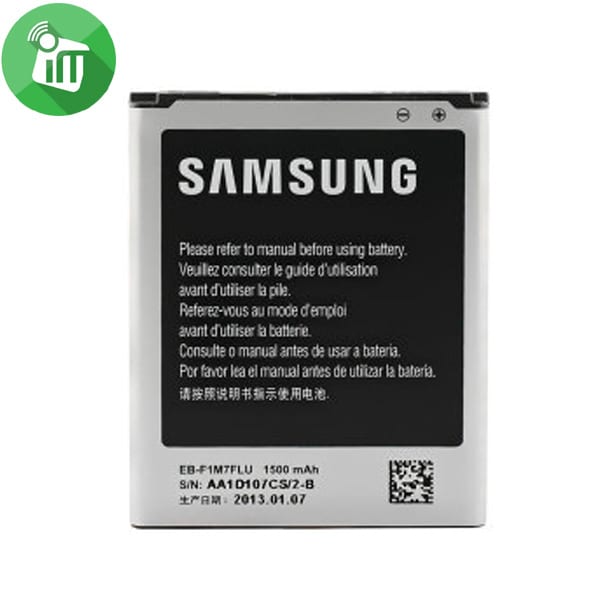 iM
SAMSUNG
Please refer to manual before using battery.
Veuillez consulter le guide d'utilisation
avant d'utiliser la pile.
Referez-vous au mode d'emploi
avant d'utiliser la batterie.
Consulte o manual antes de usar a bateria.
Por favor lea el manual antes de utilizar la batería.
请按照说明书指示使用电池.
EB-F1M7FLU 1500 mAh
S/N: AA1D107CS/2-B
生产日期: 2013.01.07